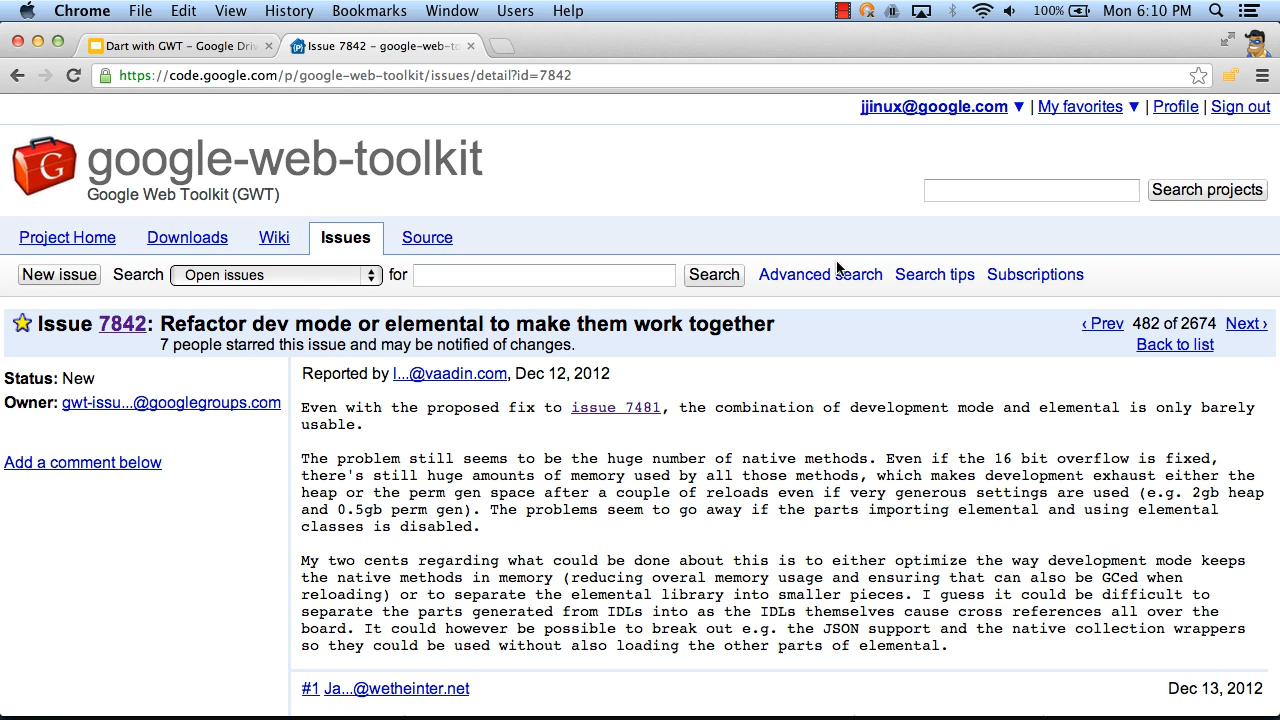 Chrome File Edit View History Bookmarks Window Users Help 100% Mon 6:10 PM
Dart with GWT – Google Driv × Issue 7842 – google-web-to ×
https://code.google.com/p/google-web-toolkit/issues/detail?id=7842
jjinux@google.com ▼ | My favorites ▼ | Profile | Sign out
G
google-web-toolkit
Google Web Toolkit (GWT)
Search projects
Project Home Downloads Wiki Issues Source
New issue Search Open issues for Search Advanced search Search tips Subscriptions
Issue 7842: Refactor dev mode or elemental to make them work together
7 people starred this issue and may be notified of changes.
‹ Prev 482 of 2674 Next ›
Back to list
Status: New
Owner: gwt-issu...@googlegroups.com
Add a comment below
Reported by l...@vaadin.com, Dec 12, 2012
Even with the proposed fix to issue 7481, the combination of development mode and elemental is only barely
usable.
The problem still seems to be the huge number of native methods. Even if the 16 bit overflow is fixed,
there's still huge amounts of memory used by all those methods, which makes development exhaust either the
heap or the perm gen space after a couple of reloads even if very generous settings are used (e.g. 2gb heap
and 0.5gb perm gen). The problems seem to go away if the parts importing elemental and using elemental
classes is disabled.
My two cents regarding what could be done about this is to either optimize the way development mode keeps
the native methods in memory (reducing overal memory usage and ensuring that can also be GCed when
reloading) or to separate the elemental library into smaller pieces. I guess it could be difficult to
separate the parts generated from IDLs into as the IDLs themselves cause cross references all over the
board. It could however be possible to break out e.g. the JSON support and the native collection wrappers
so they could be used without also loading the other parts of elemental.
#1 Ja...@wetheinter.net Dec 13, 2012